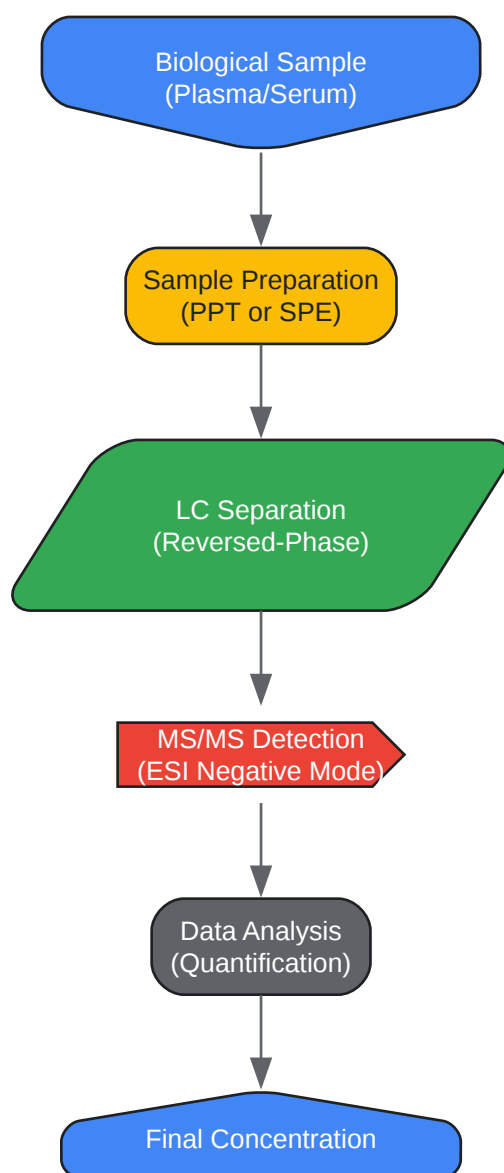 Biological Sample
(Plasma/Serum)
Sample Preparation
(PPT or SPE)
LC Separation
(Reversed-Phase)
MS/MS Detection
(ESI Negative Mode)
Data Analysis
(Quantification)
Final Concentration